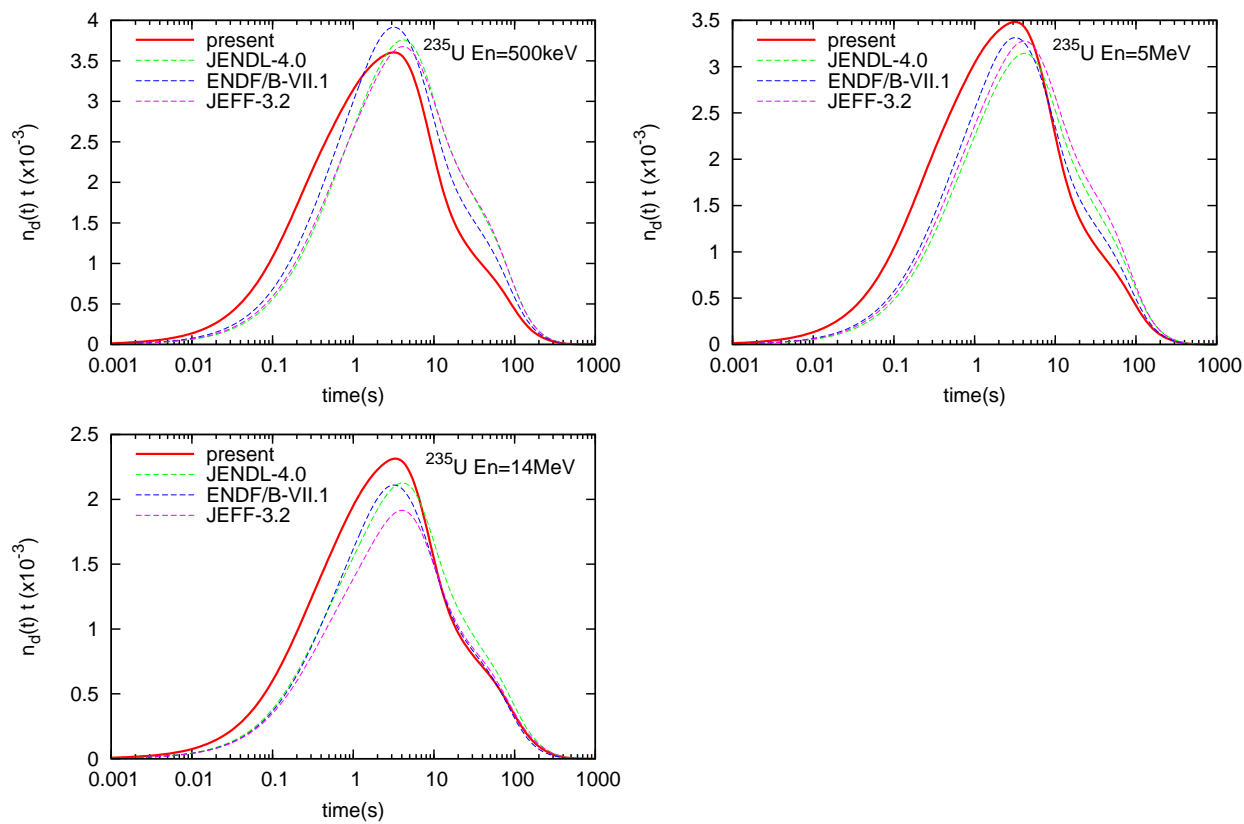 4
3.5
3
2.5
2
1.5
1
0.5
0
n_d(t) t (x10^-3)
present
JENDL-4.0
ENDF/B-VII.1
JEFF-3.2
^235U En=500keV
0.001 0.01 0.1 1 10 100 1000
time(s)
3.5
3
2.5
2
1.5
1
0.5
0
n_d(t) t (x10^-3)
present
JENDL-4.0
ENDF/B-VII.1
JEFF-3.2
^235U En=5MeV
0.001 0.01 0.1 1 10 100 1000
time(s)
2.5
2
1.5
1
0.5
0
n_d(t) t (x10^-3)
present
JENDL-4.0
ENDF/B-VII.1
JEFF-3.2
^235U En=14MeV
0.001 0.01 0.1 1 10 100 1000
time(s)